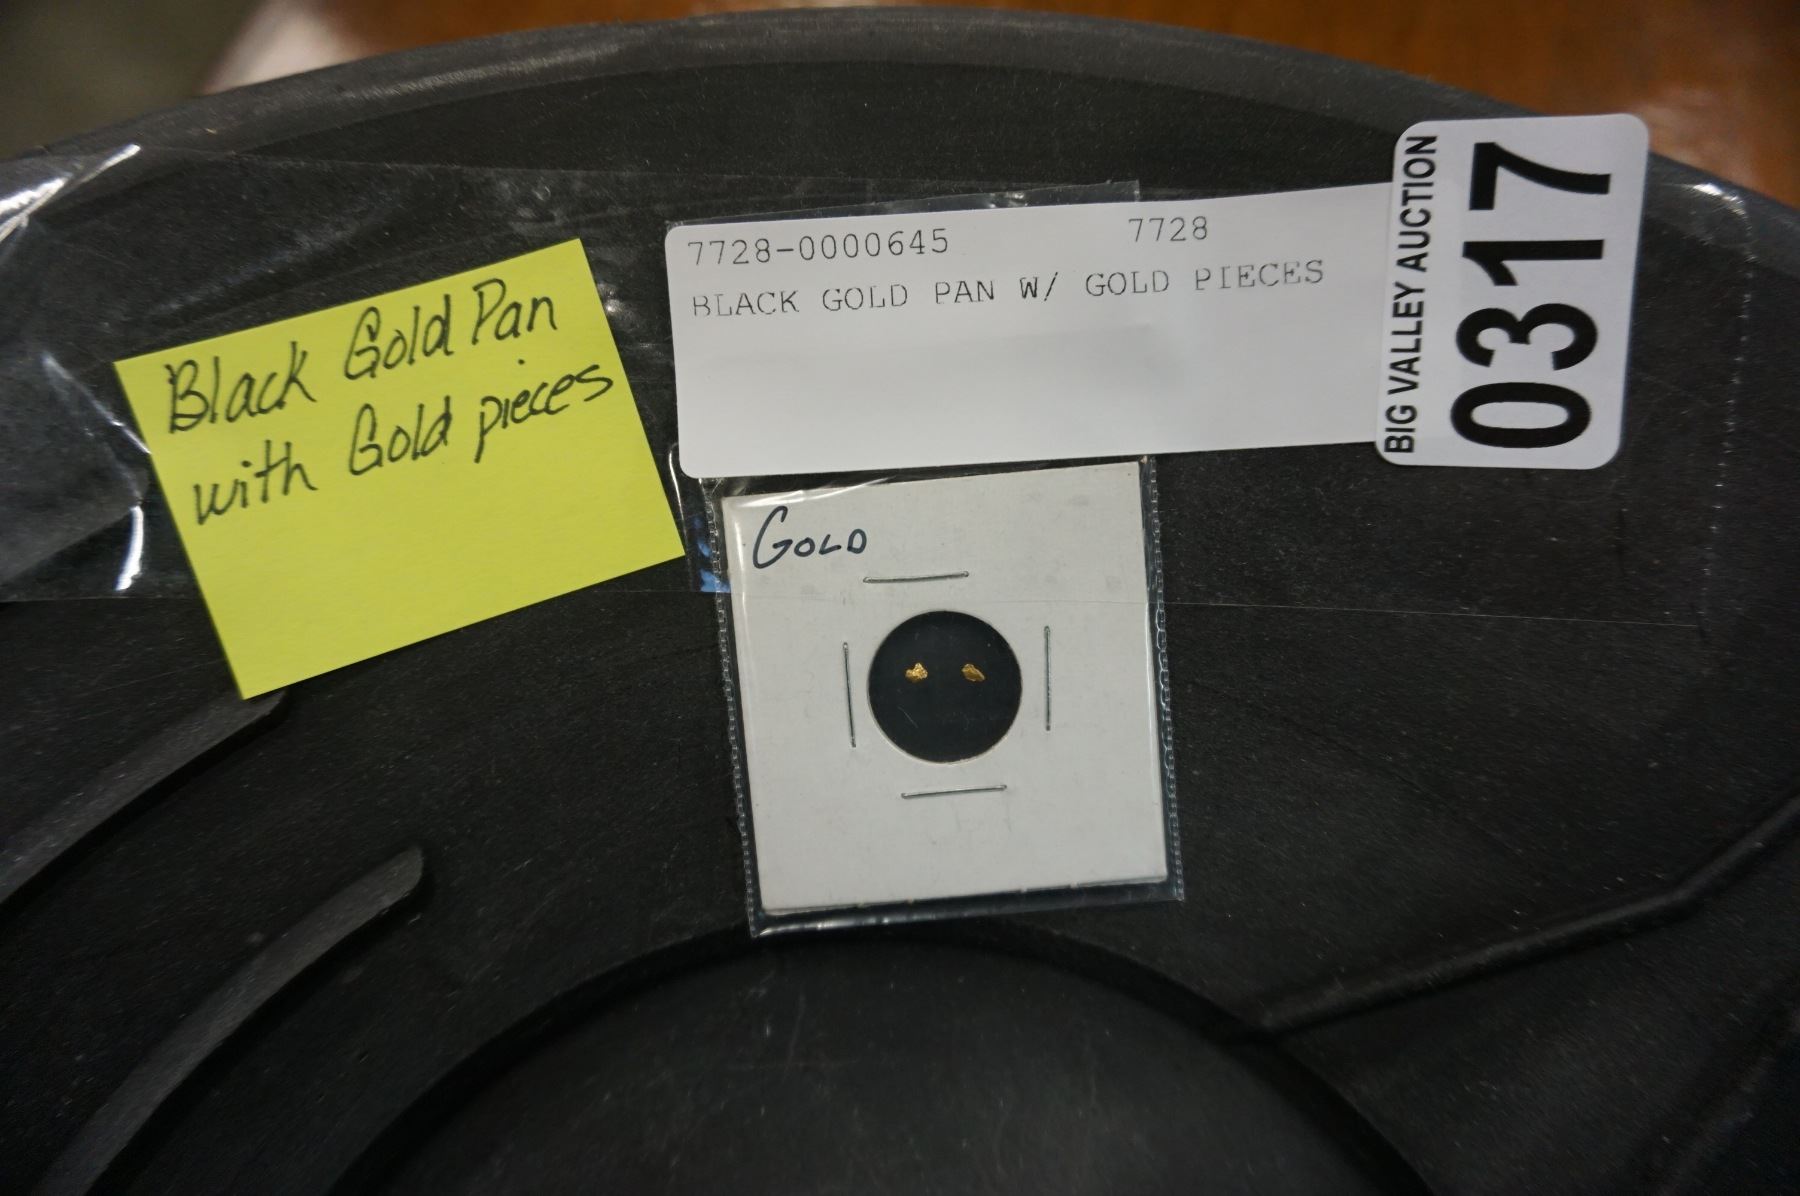 Black Gold Pan
with Gold pieces
7728-0000645 7728
BLACK GOLD PAN W/ GOLD PIECES
BIG VALLEY AUCTION
0317
GOLD